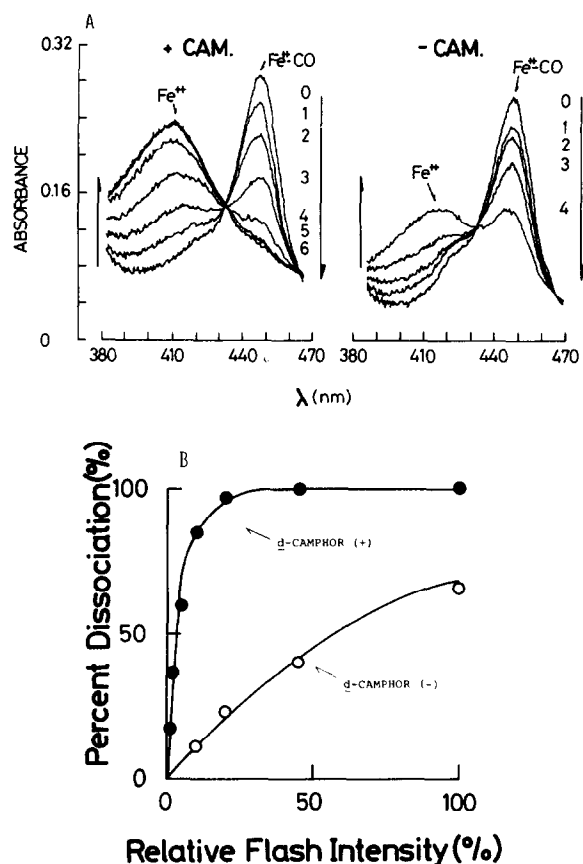 A
+ CAM.
- CAM.
0.32
0.16
0
ABSORBANCE
Fe⁺⁺
Fe⁺⁺-CO
0
1
2
3
4
5
6
Fe⁺⁺
Fe⁺⁺-CO
0
1
2
3
4
380 410 440 470
380 410 440 470
λ (nm)
B
Percent Dissociation(%)
100
50
0
d-CAMPHOR (+)
d-CAMPHOR (-)
0 50 100
Relative Flash Intensity(%)